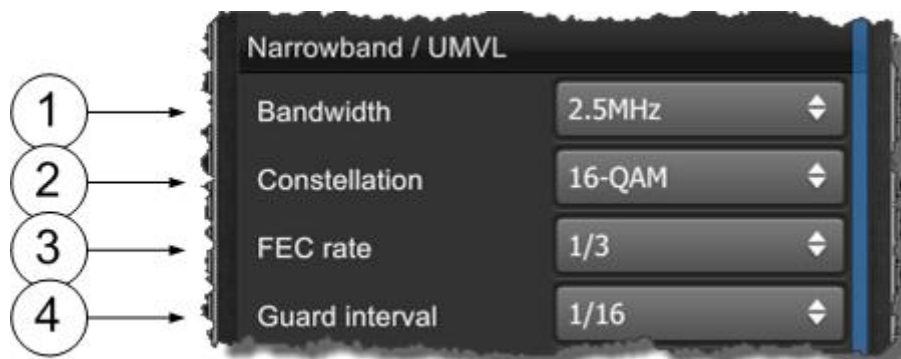 Narrowband / UMVL
1 Bandwidth 2.5MHz
2 Constellation 16-QAM
3 FEC rate 1/3
4 Guard interval 1/16